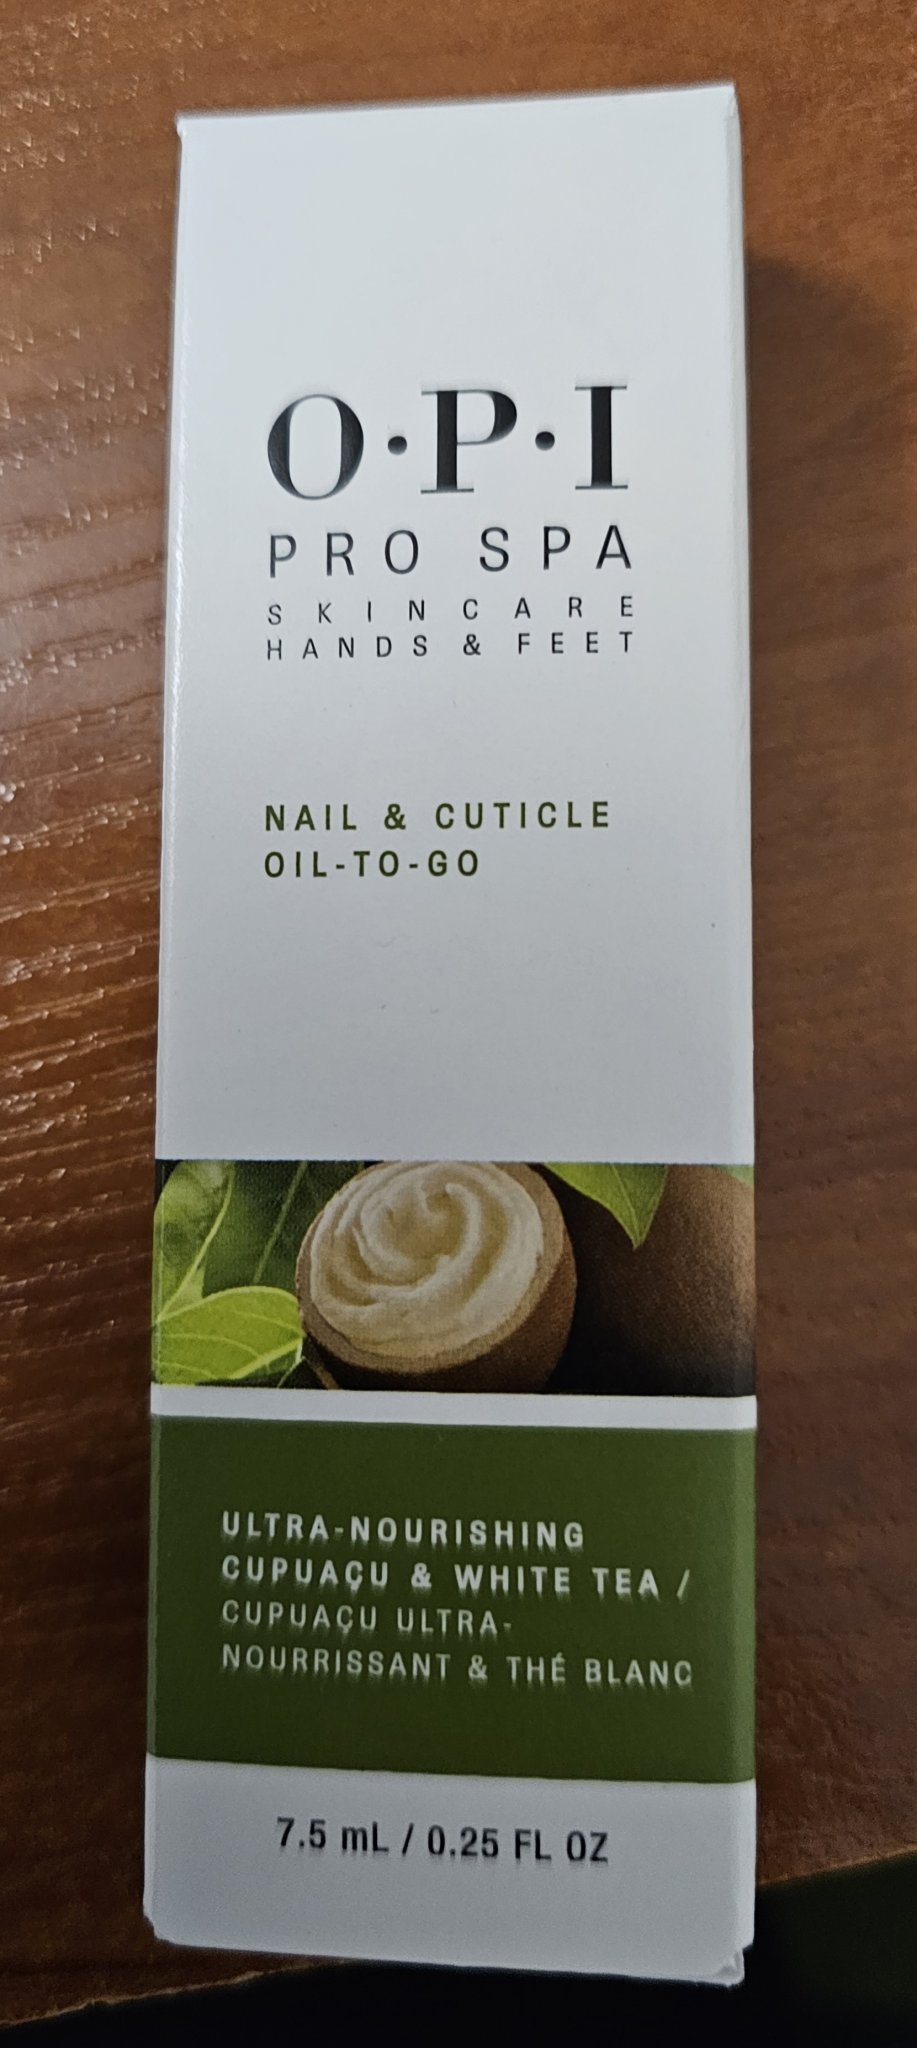 O·P·I
PRO SPA
SKINCARE
HANDS & FEET
NAIL & CUTICLE
OIL-TO-GO
ULTRA-NOURISHING
CUPUAÇU & WHITE TEA /
CUPUAÇU ULTRA-
NOURRISSANT & THÉ BLANC
7.5 mL / 0.25 FL OZ